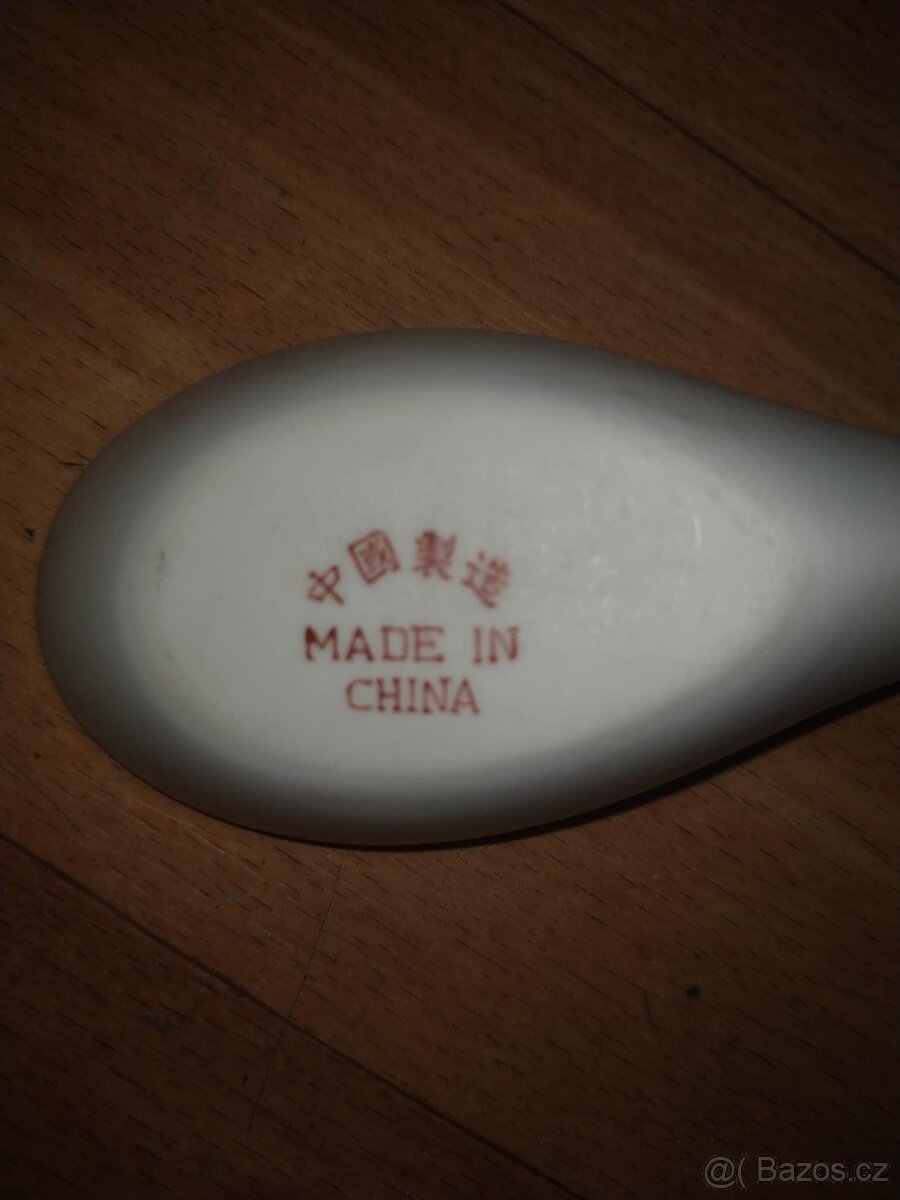 中國製造
MADE IN
CHINA
@( Bazos.cz